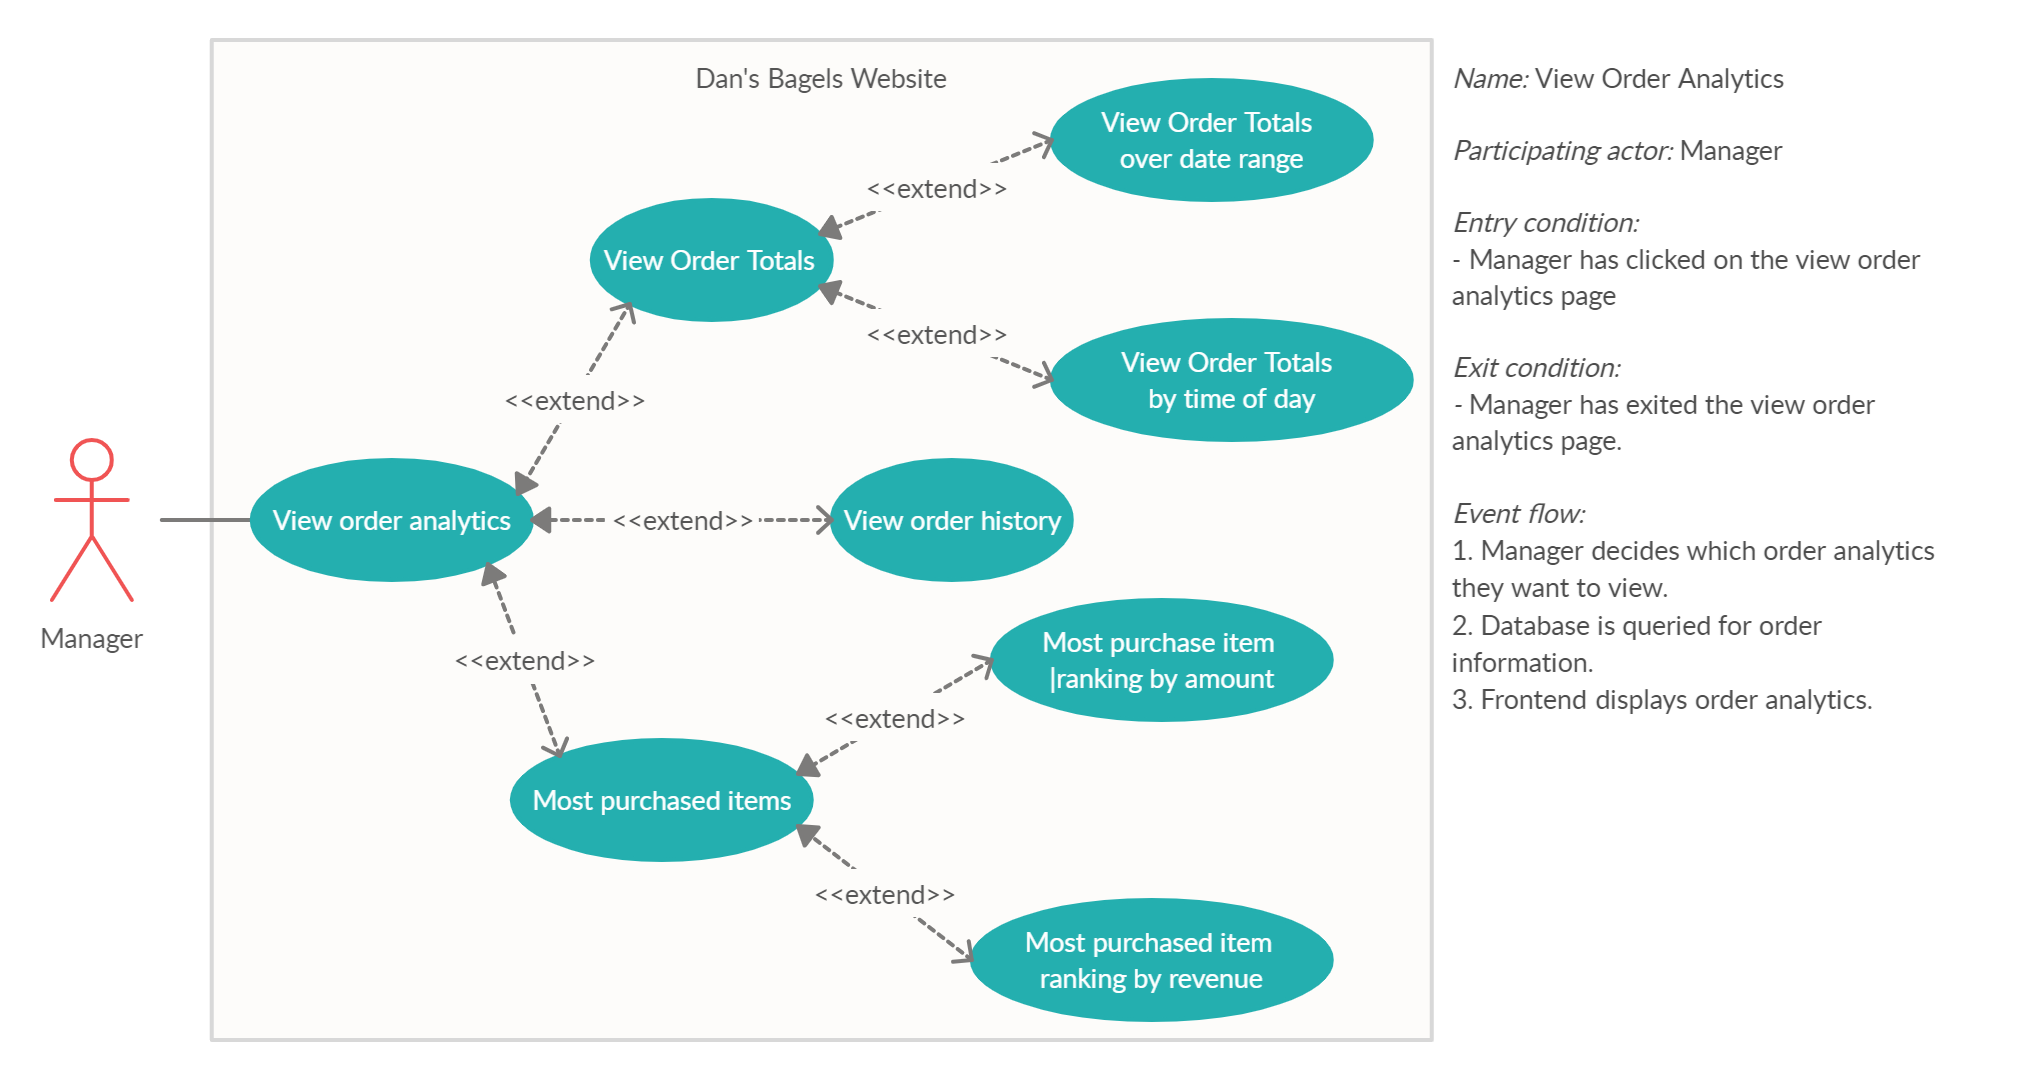 Dan's Bagels Website
View Order Totals
over date range
<<extend>>
View Order Totals
<<extend>>
View Order Totals
by time of day
<<extend>>
View order analytics
<<extend>>
View order history
Manager
<<extend>>
Most purchase item
|ranking by amount
<<extend>>
Most purchased items
<<extend>>
Most purchased item
ranking by revenue
Name: View Order Analytics
Participating actor: Manager
Entry condition:
- Manager has clicked on the view order
analytics page
Exit condition:
- Manager has exited the view order
analytics page.
Event flow:
1. Manager decides which order analytics
they want to view.
2. Database is queried for order
information.
3. Frontend displays order analytics.